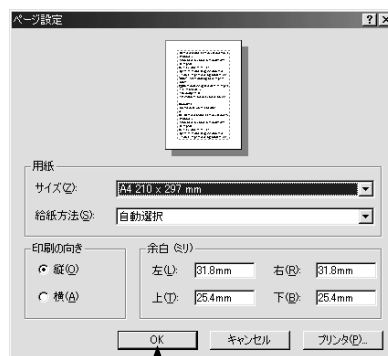 ページ設定
用紙
サイズ(Z): A4 210 x 297 mm
給紙方法(S): 自動選択
印刷の向き
縦(O)
横(A)
余白 (ミリ)
左(L): 31.8mm 右(R): 31.8mm
上(T): 25.4mm 下(B): 25.4mm
OK キャンセル プリンタ(P)...